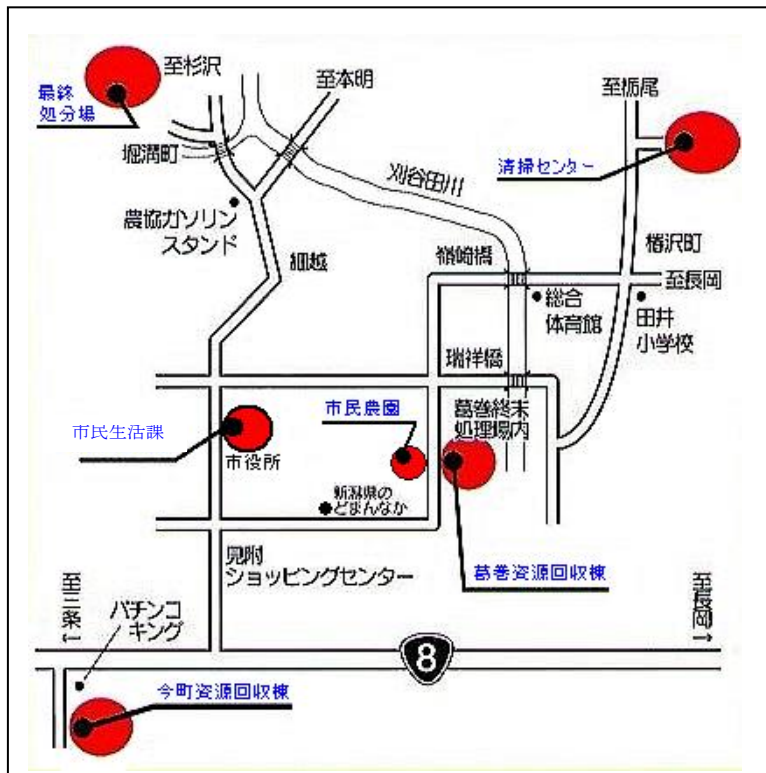 至杉沢
至本明
至栃尾
最終
処分場
堀溝町
刈谷田川
清掃センター
農協ガソリン
スタンド
椿沢町
細越
嶺崎橋
至長岡
総合
体育館
田井
小学校
瑞祥橋
市民農園
葛巻終末
処理場内
市民生活課
市役所
新潟県の
どまんなか
見附
ショッピングセンター
葛巻資源回収棟
至三条
↓
至長岡
↓
パチンコ
キング
8
今町資源回収棟